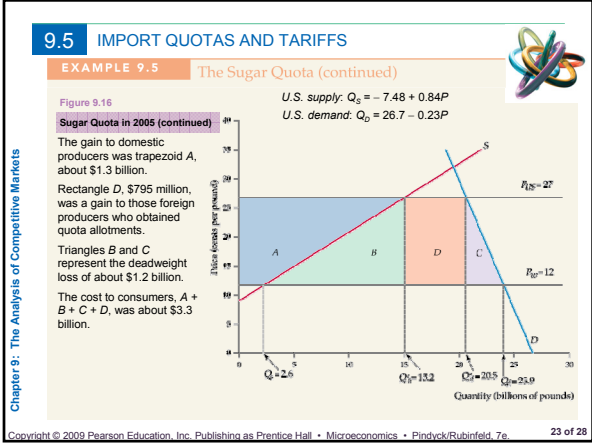 9.5 IMPORT QUOTAS AND TARIFFS
EXAMPLE 9.5 The Sugar Quota (continued)
Chapter 9: The Analysis of Competitive Markets
Figure 9.16
Sugar Quota in 2005 (continued)
The gain to domestic
producers was trapezoid A,
about $1.3 billion.
Rectangle D, $795 million,
was a gain to those foreign
producers who obtained
quota allotments.
Triangles B and C
represent the deadweight
loss of about $1.2 billion.
The cost to consumers, A +
B + C + D, was about $3.3
billion.
U.S. supply: QS = – 7.48 + 0.84P
U.S. demand: QD = 26.7 – 0.23P
Price (cents per pound)
S
PUS = 27
A B D C
PW = 12
D
0 5 10 15 20 25 30
Qs = 2.6
Q's = 
Q'd = 20.5
Qd = 23.9
Quantity (billions of pounds)
Copyright © 2009 Pearson Education, Inc. Publishing as Prentice Hall • Microeconomics • Pindyck/Rubinfeld, 7e.
23 of 28